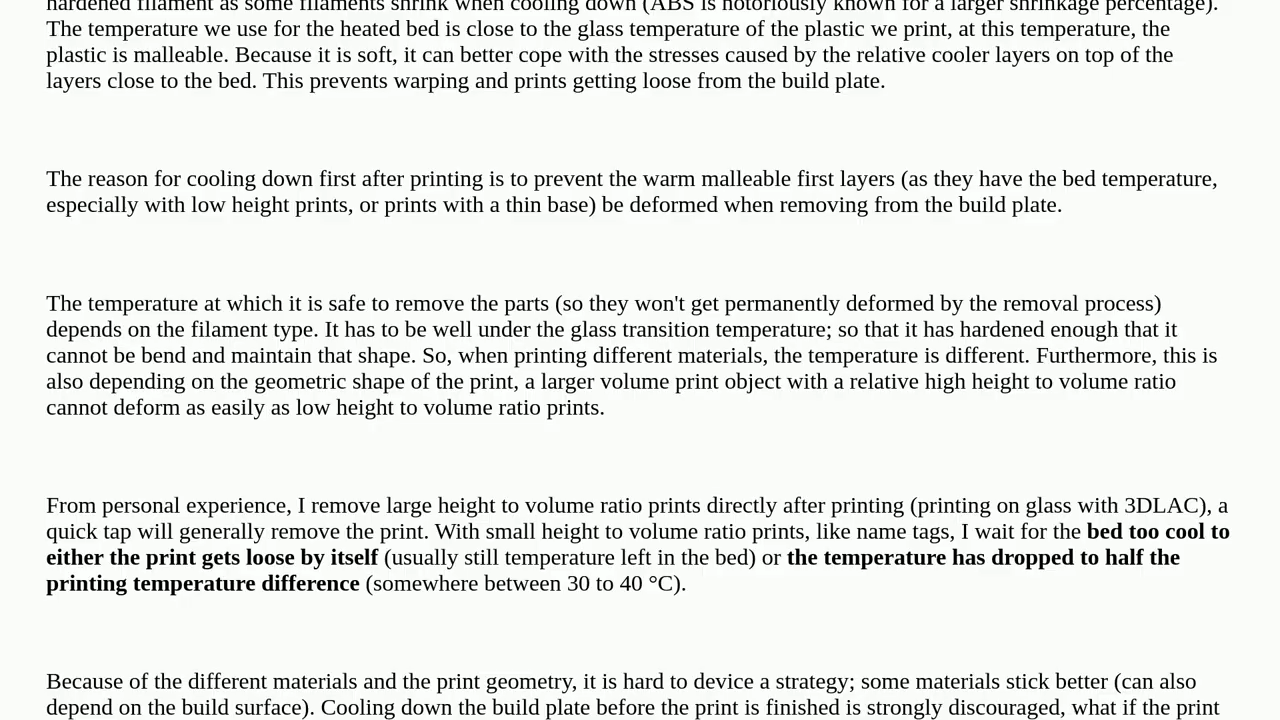 hardened filament as some filaments shrink when cooling down (ABS is notoriously known for a larger shrinkage percentage).
The temperature we use for the heated bed is close to the glass temperature of the plastic we print, at this temperature, the
plastic is malleable. Because it is soft, it can better cope with the stresses caused by the relative cooler layers on top of the
layers close to the bed. This prevents warping and prints getting loose from the build plate.
The reason for cooling down first after printing is to prevent the warm malleable first layers (as they have the bed temperature,
especially with low height prints, or prints with a thin base) be deformed when removing from the build plate.
The temperature at which it is safe to remove the parts (so they won't get permanently deformed by the removal process)
depends on the filament type. It has to be well under the glass transition temperature; so that it has hardened enough that it
cannot be bend and maintain that shape. So, when printing different materials, the temperature is different. Furthermore, this is
also depending on the geometric shape of the print, a larger volume print object with a relative high height to volume ratio
cannot deform as easily as low height to volume ratio prints.
From personal experience, I remove large height to volume ratio prints directly after printing (printing on glass with 3DLAC), a
quick tap will generally remove the print. With small height to volume ratio prints, like name tags, I wait for the bed too cool to
either the print gets loose by itself (usually still temperature left in the bed) or the temperature has dropped to half the
printing temperature difference (somewhere between 30 to 40 °C).
Because of the different materials and the print geometry, it is hard to device a strategy; some materials stick better (can also
depend on the build surface). Cooling down the build plate before the print is finished is strongly discouraged, what if the print